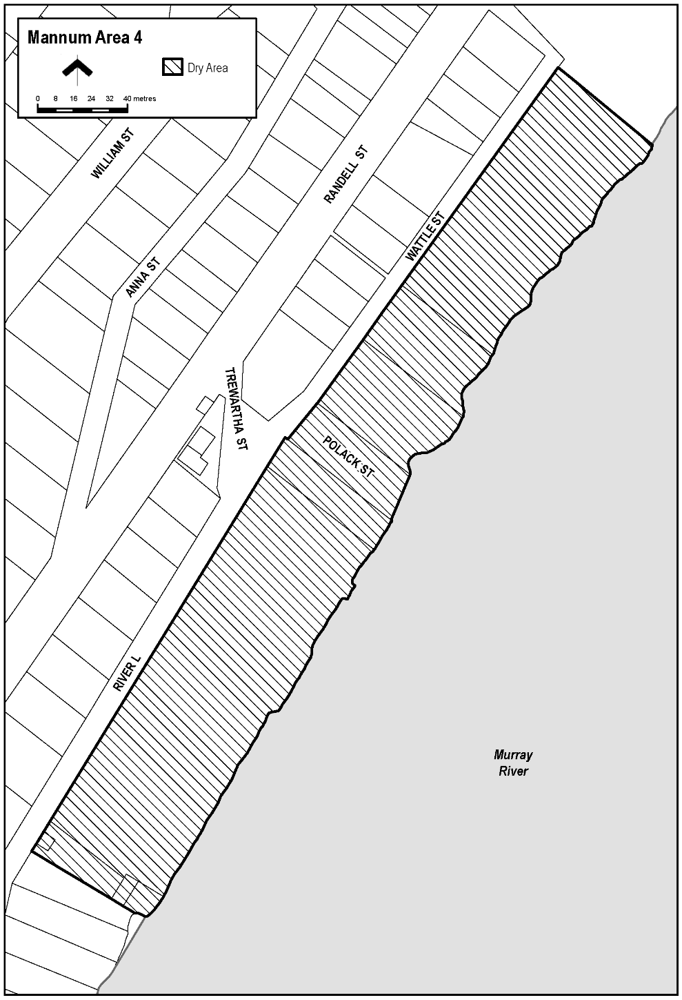 Mannum Area 4
Dry Area
0 8 16 24 32 40 metres
WILLIAM ST
RANDELL ST
WATTLE ST
ANNA ST
TREWARTHA ST
POLACK ST
RIVER L
Murray
River